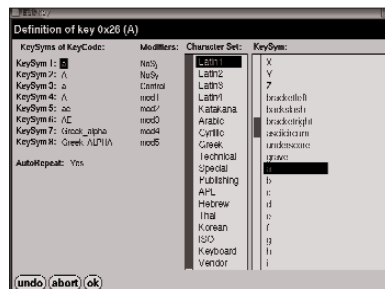 Definition of key 0x26 (A)
KeySyms of KeyCode:
Modifiers:
KeySym 1: a
KeySym 2: A
KeySym 3: a
Control
KeySym 4: A
mod1
KeySym 5: ae
mod2
KeySym 6: AE
mod3
KeySym 7: Greek_alpha
mod4
KeySym 8: Greek_ALPHA
mod5
AutoRepeat: Yes
Character Set:
Latin1
Latin2
Latin3
Latin4
Katakana
Arabic
Cyrillic
Greek
Technical
Special
Publishing
APL
Hebrew
Thai
Korean
ISO
Keyboard
Vendor
KeySym:
X
Y
Z
bracketleft
backslash
bracketright
asciicircum
underscore
grave
a
b
c
d
e
f
g
h
i
undo
abort
ok